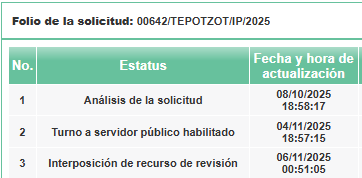 Folio de la solicitud: 00642/TEPOTZOT/IP/2025
No. Estatus Fecha y hora de actualización
1 Análisis de la solicitud 08/10/2025 18:58:17
2 Turno a servidor público habilitado 04/11/2025 18:57:15
3 Interposición de recurso de revisión 06/11/2025 00:51:05